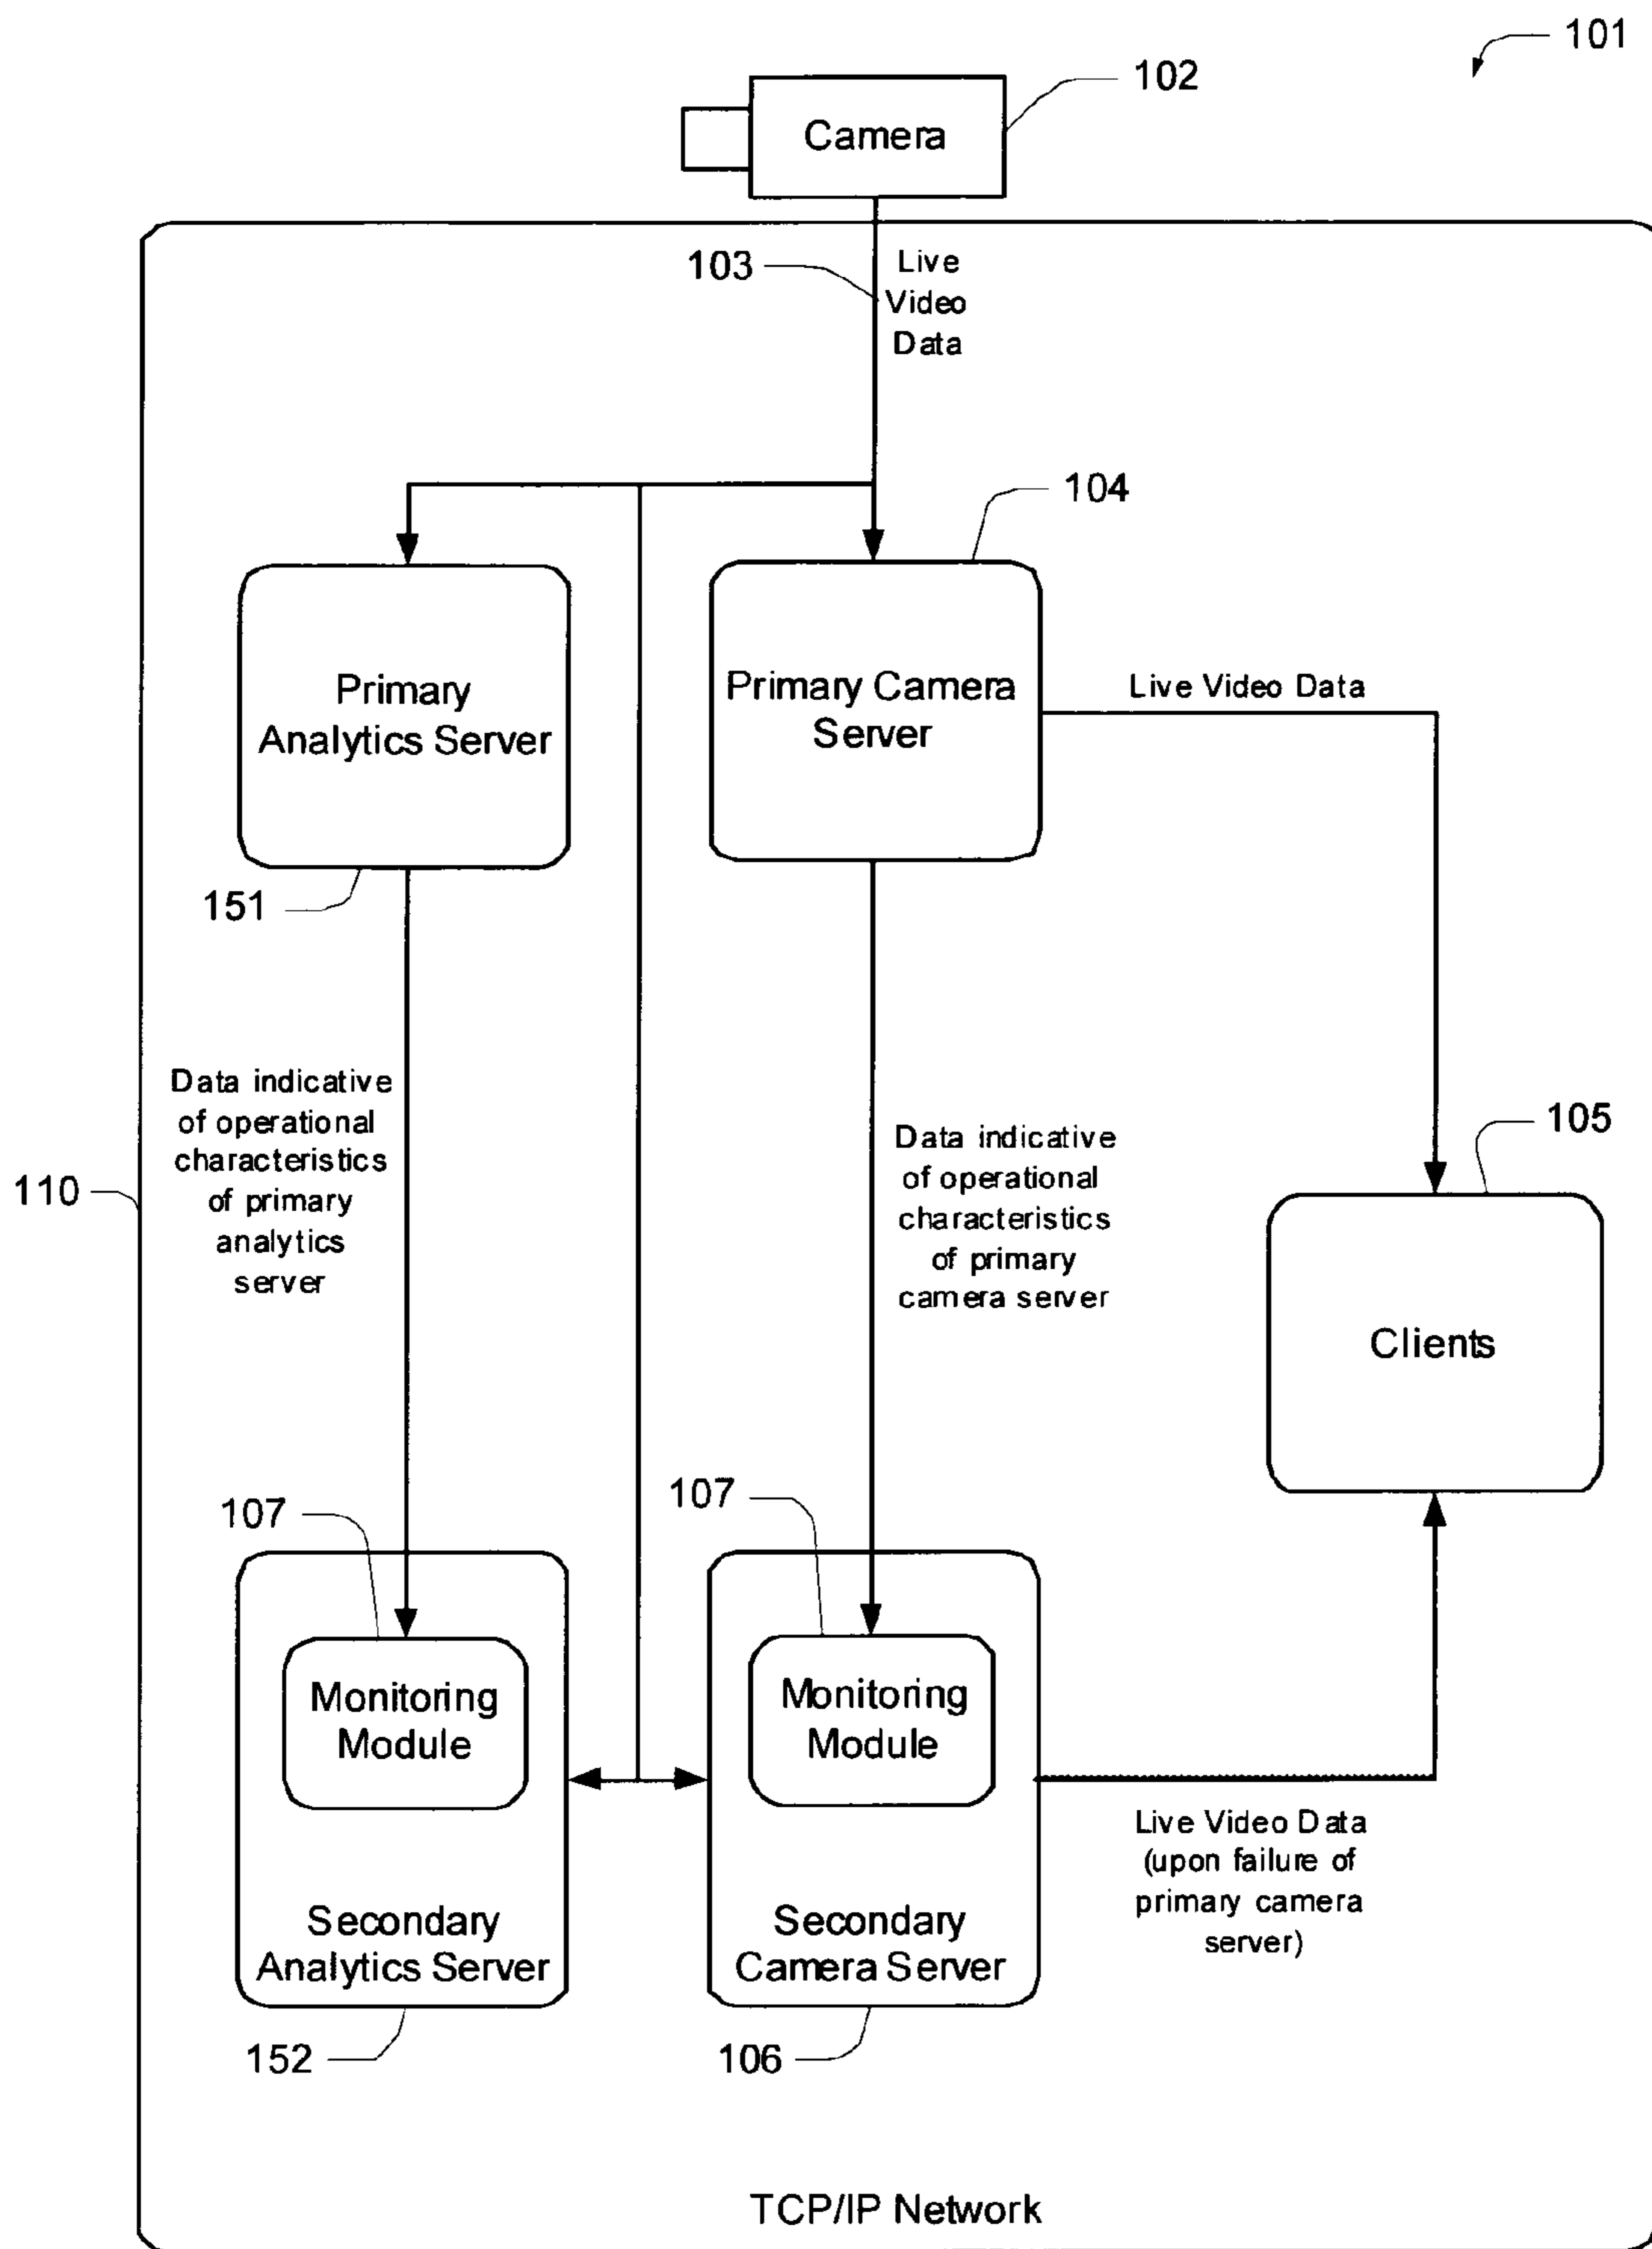 101
102
Camera
103
Live
Video
Data
104
Primary
Analytics Server
Primary Camera
Server
Live Video Data
151
Data indicative
of operational
characteristics
of primary
analytics
server
Data indicative
of operational
characteristics
of primary
camera server
105
110
Clients
107
107
Monitoring
Module
Monitoring
Module
Live Video Data
(upon failure of
primary camera
server)
Secondary
Analytics Server
Secondary
Camera Server
152
106
TCP/IP Network